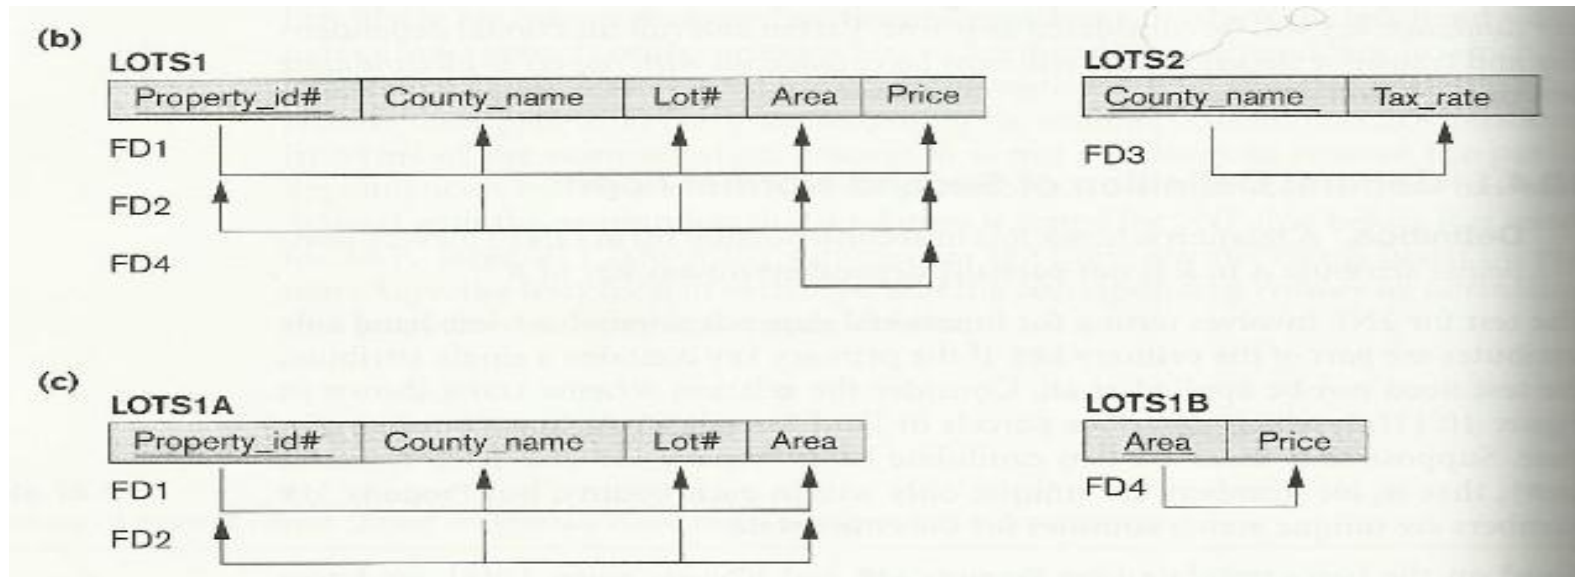 (b)
LOTS1
Property_id# County_name Lot# Area Price
FD1
FD2
FD4
LOTS2
County_name Tax_rate
FD3
(c)
LOTS1A
Property_id# County_name Lot# Area
FD1
FD2
LOTS1B
Area Price
FD4